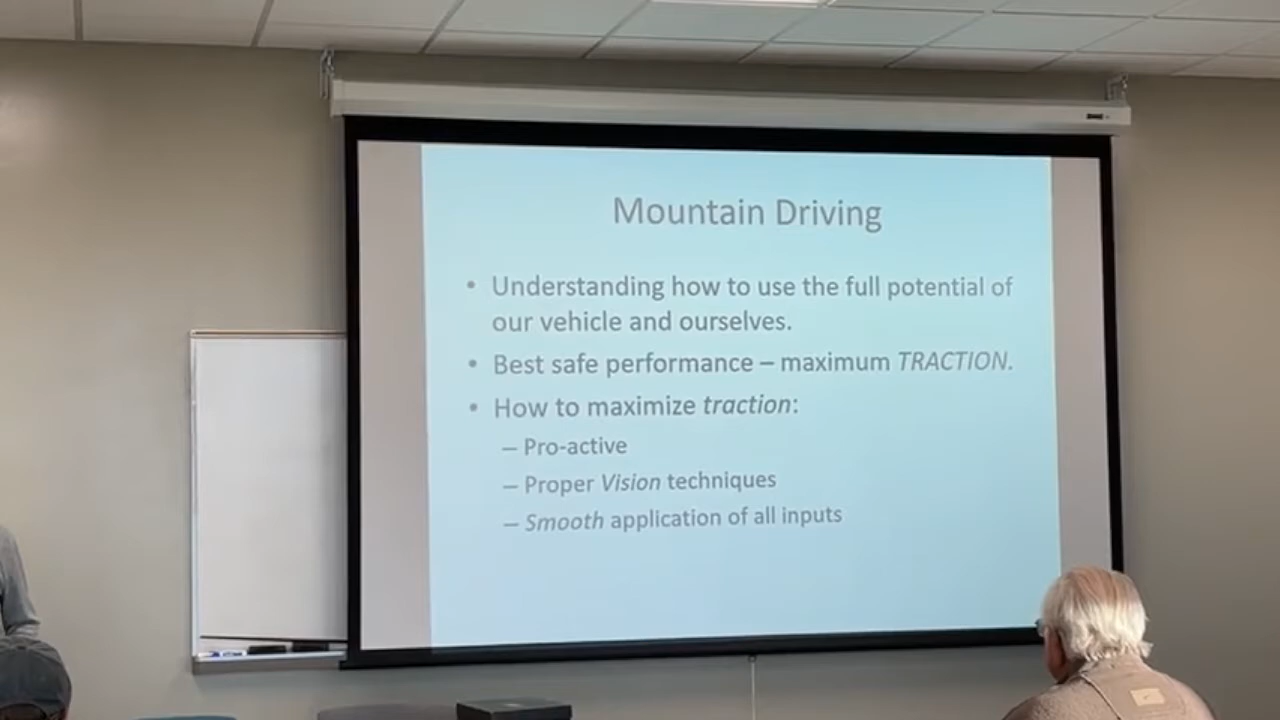 Mountain Driving
• Understanding how to use the full potential of
our vehicle and ourselves.
• Best safe performance – maximum TRACTION.
• How to maximize traction:
– Pro-active
– Proper Vision techniques
– Smooth application of all inputs